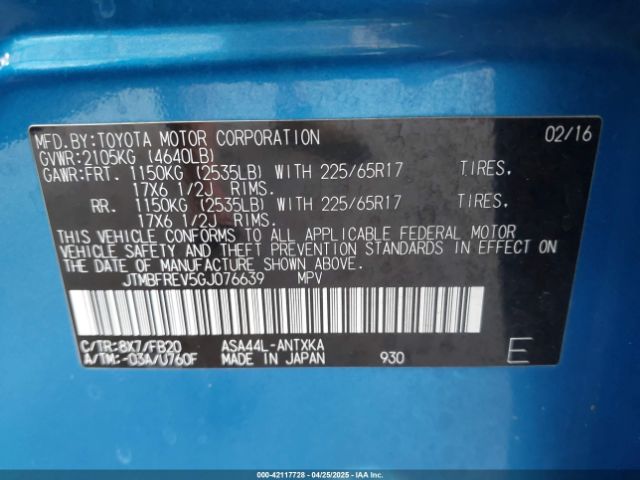 MFD.BY:TOYOTA MOTOR CORPORATION 02/16
GVWR:2105KG (4640LB)
GAWR:FRT. 1150KG (2535LB) WITH 225/65R17 TIRES.
17X6 1/2J RIMS.
RR. 1150KG (2535LB) WITH 225/65R17 TIRES.
17X6 1/2J RIMS.
THIS VEHICLE CONFORMS TO ALL APPLICABLE FEDERAL MOTOR
VEHICLE SAFETY AND THEFT PREVENTION STANDARDS IN EFFECT ON
THE DATE OF MANUFACTURE SHOWN ABOVE.
JTMBFREV5GJ076639 MPV
C/TR:8X7/FB20 ASA44L-ANTXKA
A/TM:-03A/U760F MADE IN JAPAN 930 E
000-42117728 - 04/25/2025 - IAAI.COM